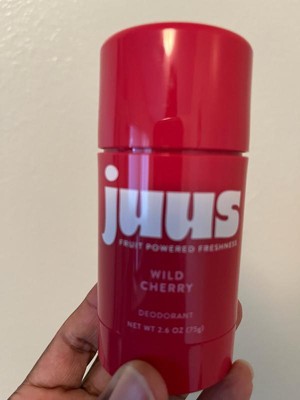 juus
FRUIT POWERED FRESHNESS
WILD
CHERRY
DEODORANT
NET WT 2.6 OZ (75g)